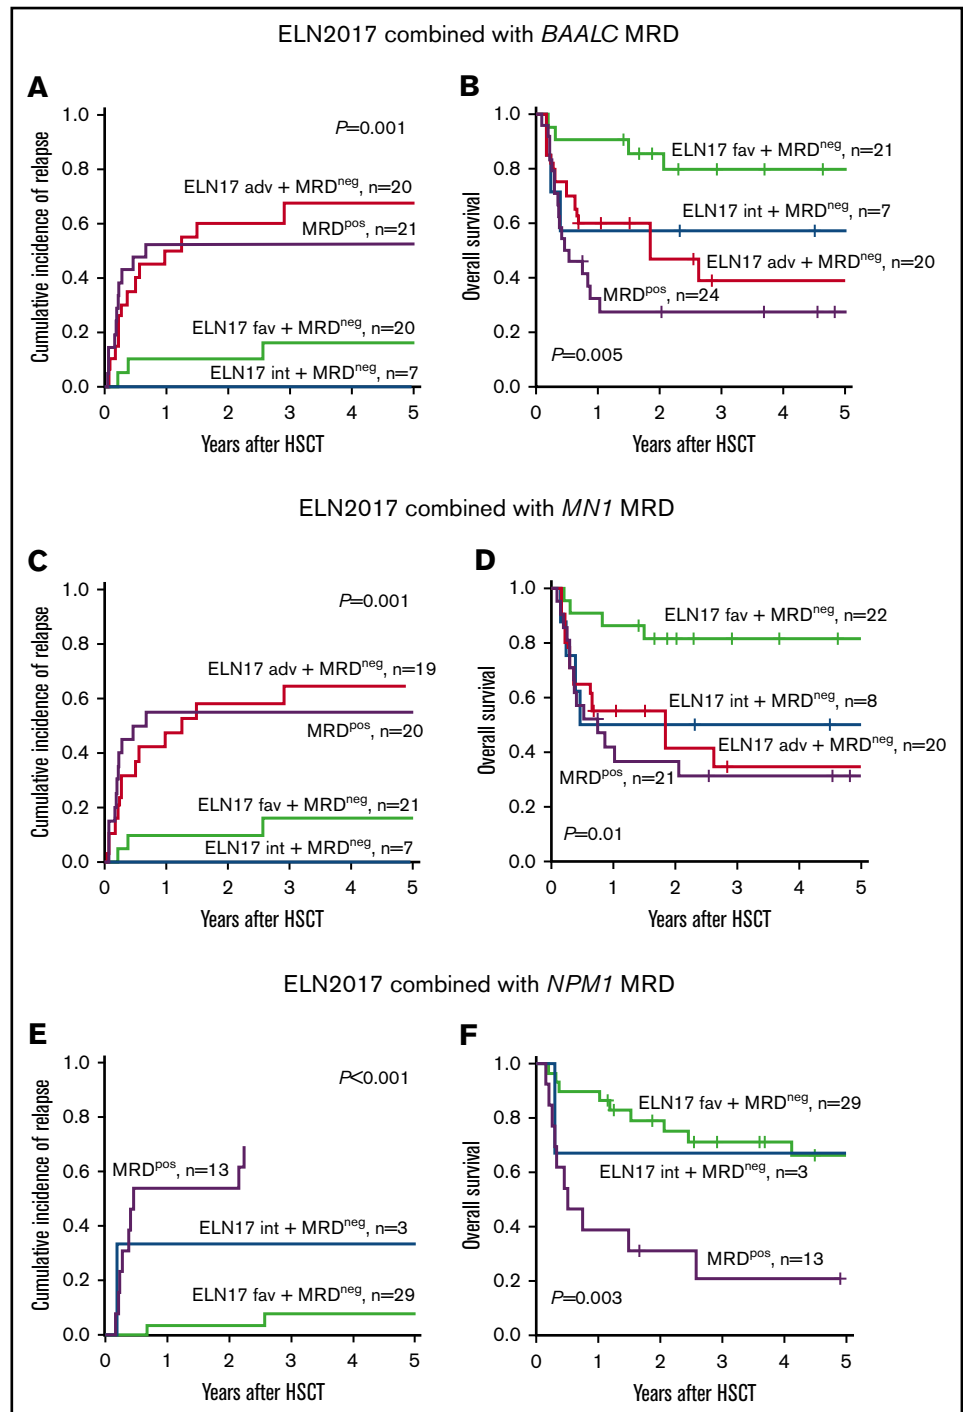 ELN2017 combined with BAALC MRD
A
Cumulative incidence of relapse
1.0
0.8
0.6
0.4
0.2
0.0
P=0.001
ELN17 adv + MRDneg, n=20
MRDpos, n=21
ELN17 fav + MRDneg, n=20
ELN17 int + MRDneg, n=7
0 1 2 3 4 5
Years after HSCT
B
Overall survival
1.0
0.8
0.6
0.4
0.2
0.0
ELN17 fav + MRDneg, n=21
ELN17 int + MRDneg, n=7
ELN17 adv + MRDneg, n=20
MRDpos, n=24
P=0.005
0 1 2 3 4 5
Years after HSCT
ELN2017 combined with MN1 MRD
C
Cumulative incidence of relapse
1.0
0.8
0.6
0.4
0.2
0.0
P=0.001
ELN17 adv + MRDneg, n=19
MRDpos, n=20
ELN17 fav + MRDneg, n=21
ELN17 int + MRDneg, n=7
0 1 2 3 4 5
Years after HSCT
D
Overall survival
1.0
0.8
0.6
0.4
0.2
0.0
ELN17 fav + MRDneg, n=22
ELN17 int + MRDneg, n=8
ELN17 adv + MRDneg, n=20
MRDpos, n=21
P=0.01
0 1 2 3 4 5
Years after HSCT
ELN2017 combined with NPM1 MRD
E
Cumulative incidence of relapse
1.0
0.8
0.6
0.4
0.2
0.0
P<0.001
MRDpos, n=13
ELN17 int + MRDneg, n=3
ELN17 fav + MRDneg, n=29
0 1 2 3 4 5
Years after HSCT
F
Overall survival
1.0
0.8
0.6
0.4
0.2
0.0
ELN17 fav + MRDneg, n=29
ELN17 int + MRDneg, n=3
MRDpos, n=13
P=0.003
0 1 2 3 4 5
Years after HSCT